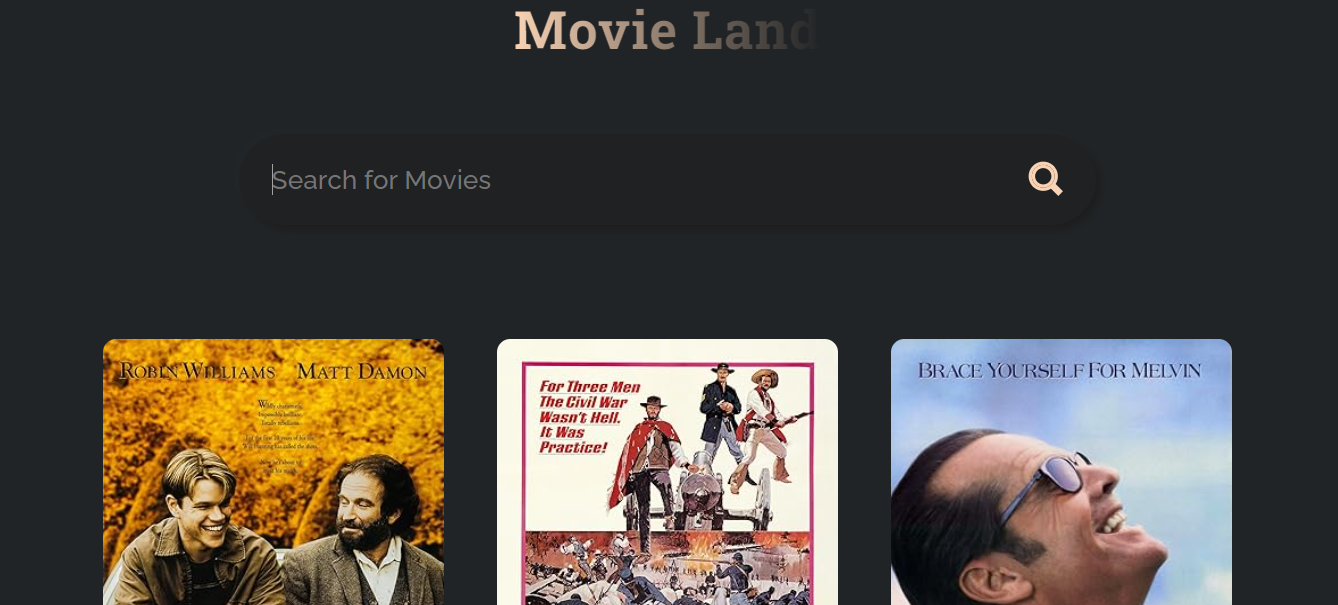 Movie Land
Search for Movies
ROBIN WILLIAMS MATT DAMON
For Three Men
The Civil War
Wasn't Hell.
It Was
Practice!
BRACE YOURSELF FOR MELVIN